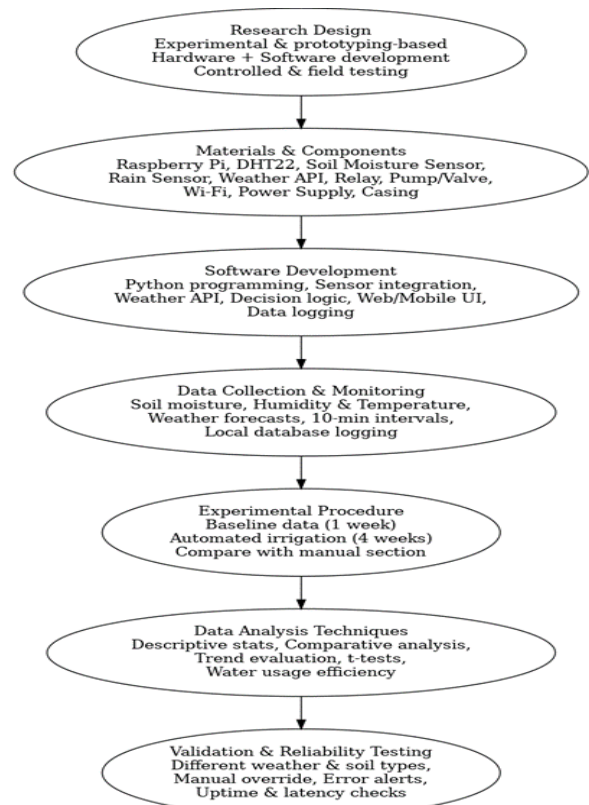 Research Design
Experimental & prototyping-based
Hardware + Software development
Controlled & field testing
Materials & Components
Raspberry Pi, DHT22, Soil Moisture Sensor,
Rain Sensor, Weather API, Relay, Pump/Valve,
Wi-Fi, Power Supply, Casing
Software Development
Python programming, Sensor integration,
Weather API, Decision logic, Web/Mobile UI,
Data logging
Data Collection & Monitoring
Soil moisture, Humidity & Temperature,
Weather forecasts, 10-min intervals,
Local database logging
Experimental Procedure
Baseline data (1 week)
Automated irrigation (4 weeks)
Compare with manual section
Data Analysis Techniques
Descriptive stats, Comparative analysis,
Trend evaluation, t-tests,
Water usage efficiency
Validation & Reliability Testing
Different weather & soil types,
Manual override, Error alerts,
Uptime & latency checks